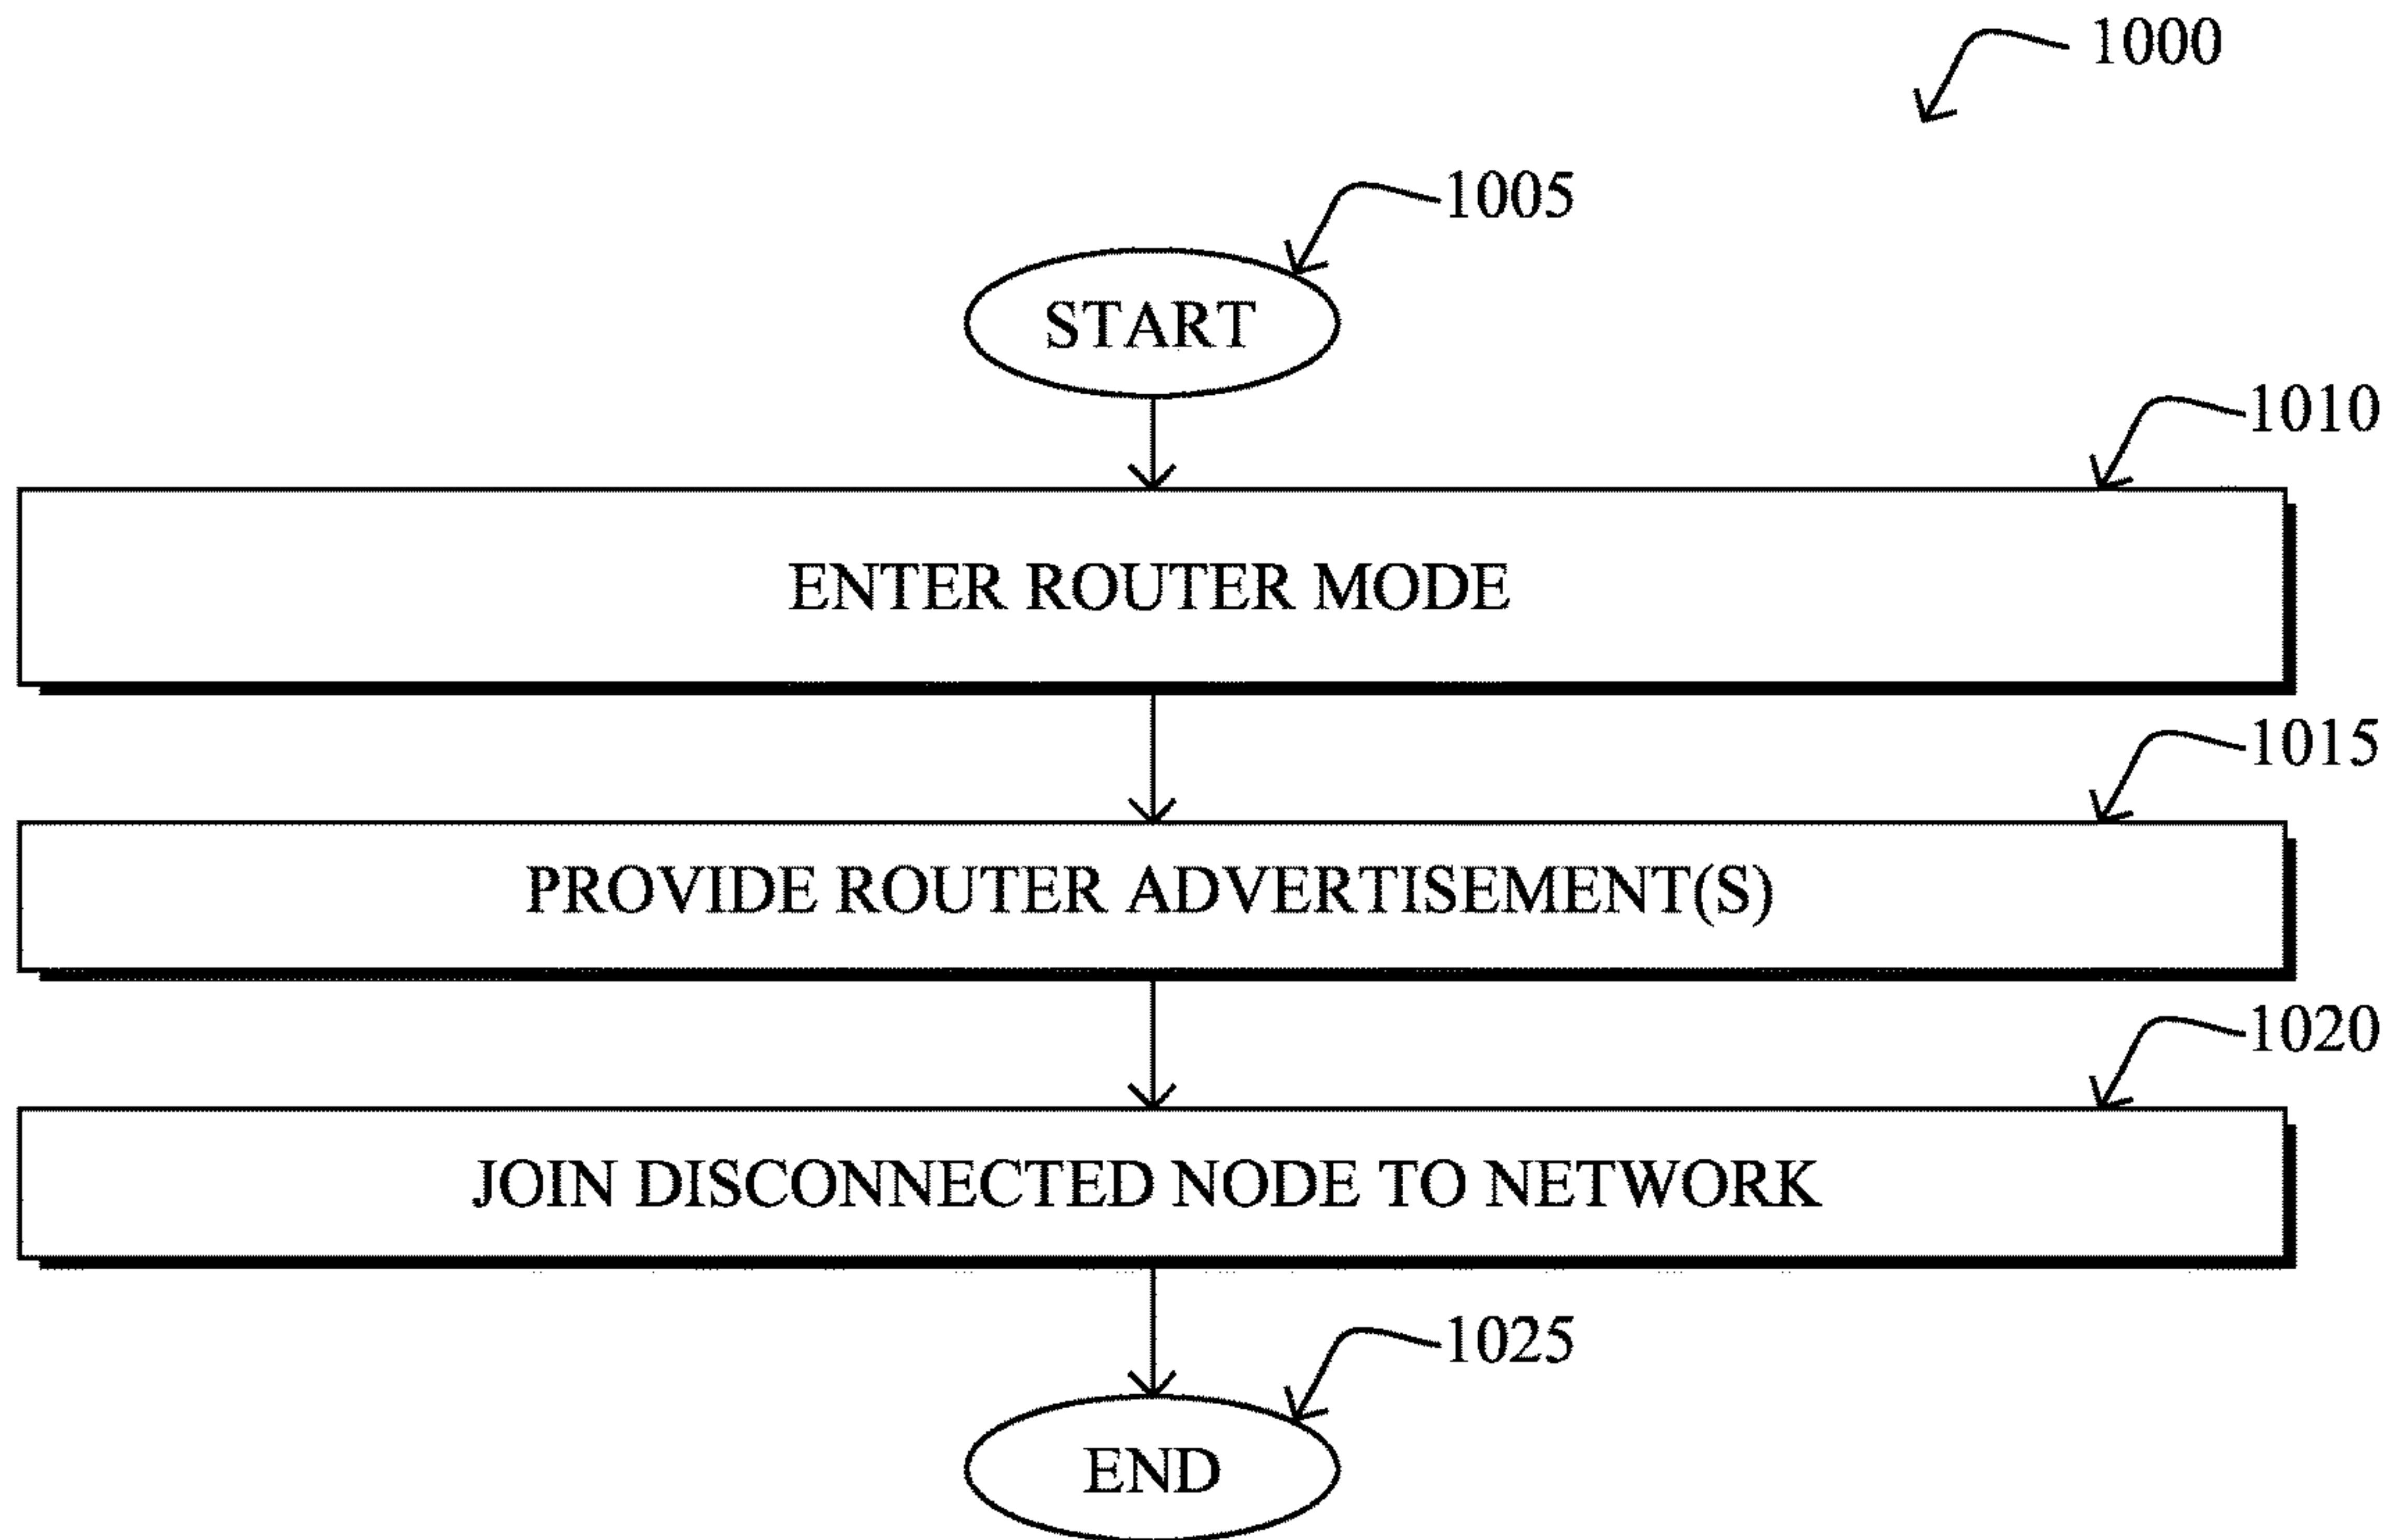 1000
1005
START
1010
ENTER ROUTER MODE
1015
PROVIDE ROUTER ADVERTISEMENT(S)
1020
JOIN DISCONNECTED NODE TO NETWORK
1025
END